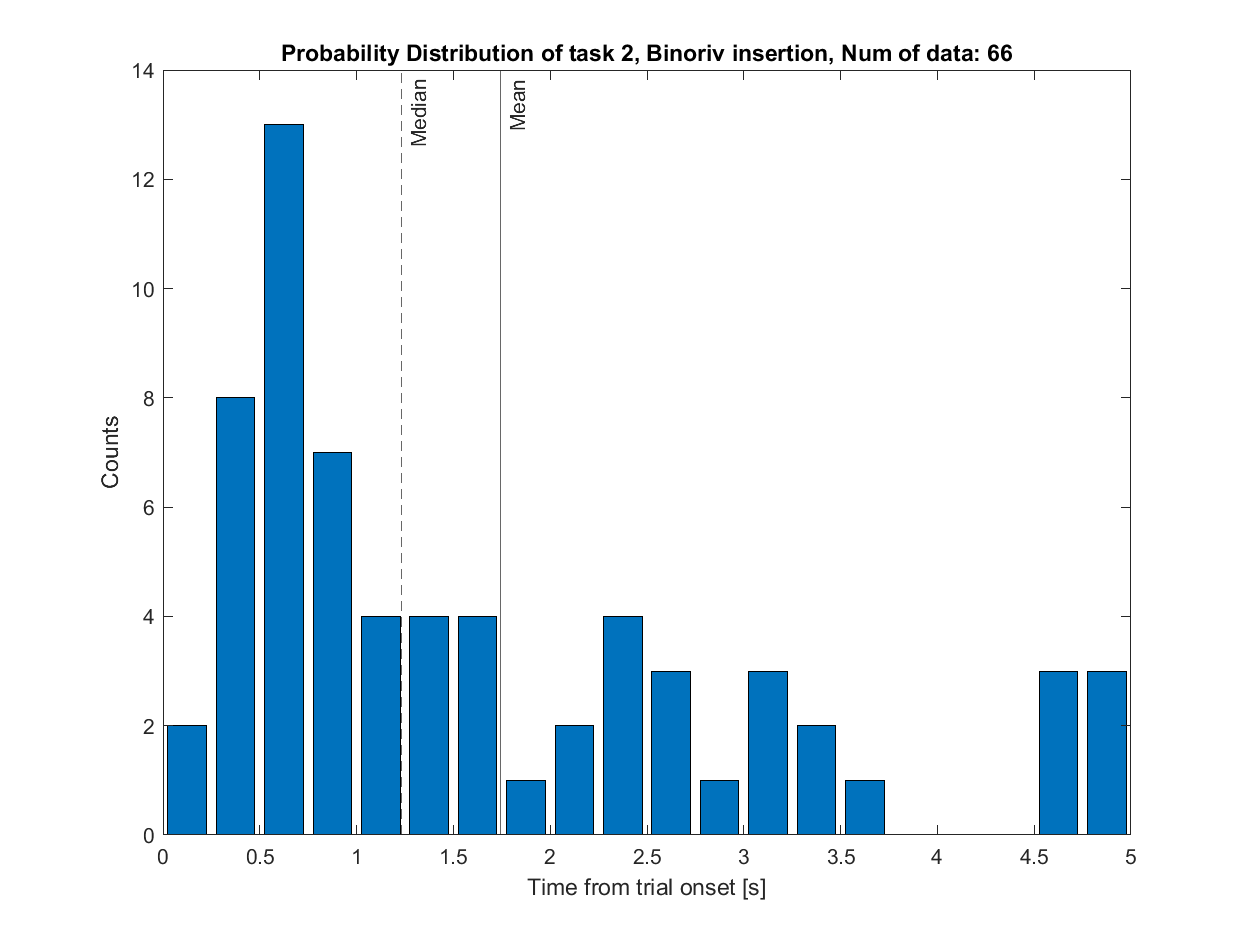 Probability Distribution of task 2, Binoriv insertion, Num of data: 66
14
12
10
8
6
4
2
0
Counts
Median
Mean
0 0.5 1 1.5 2 2.5 3 3.5 4 4.5 5
Time from trial onset [s]